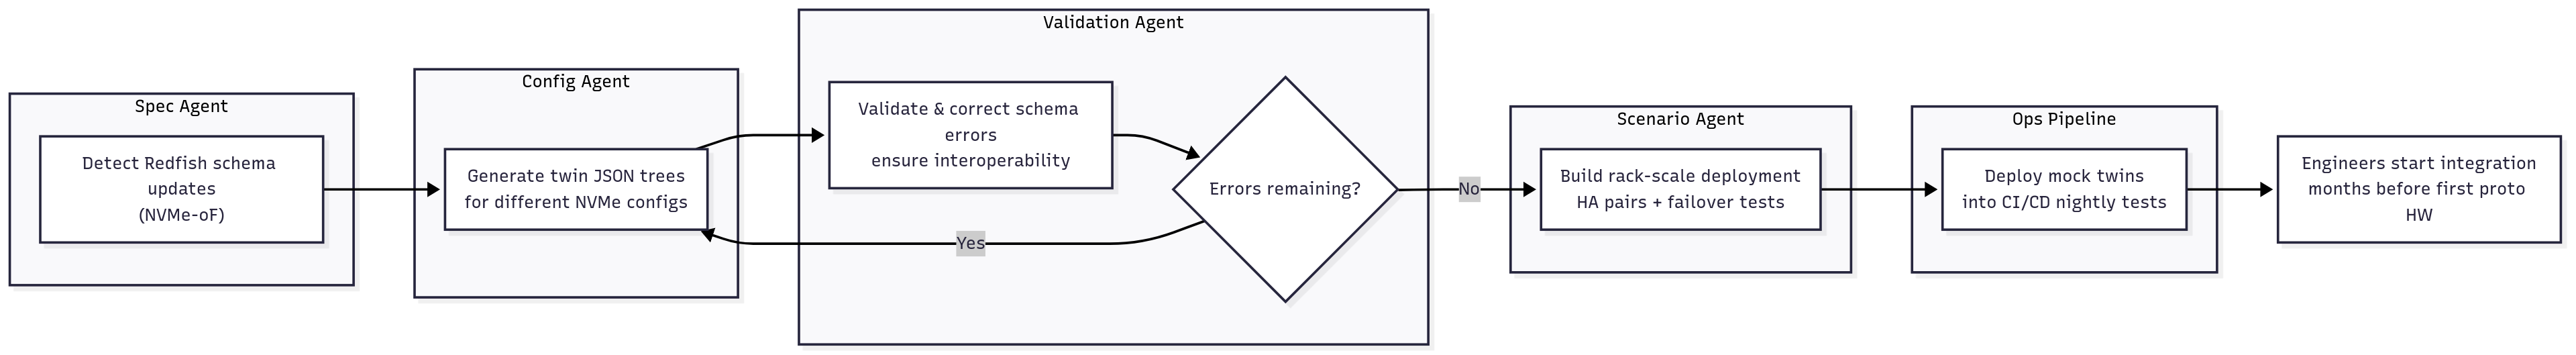 Spec Agent
Detect Redfish schema
updates
(NVMe-oF)
Config Agent
Generate twin JSON trees
for different NVMe configs
Validation Agent
Validate & correct schema
errors
ensure interoperability
Errors remaining?
Yes
No
Scenario Agent
Build rack-scale deployment
HA pairs + failover tests
Ops Pipeline
Deploy mock twins
into CI/CD nightly tests
Engineers start integration
months before first proto
HW